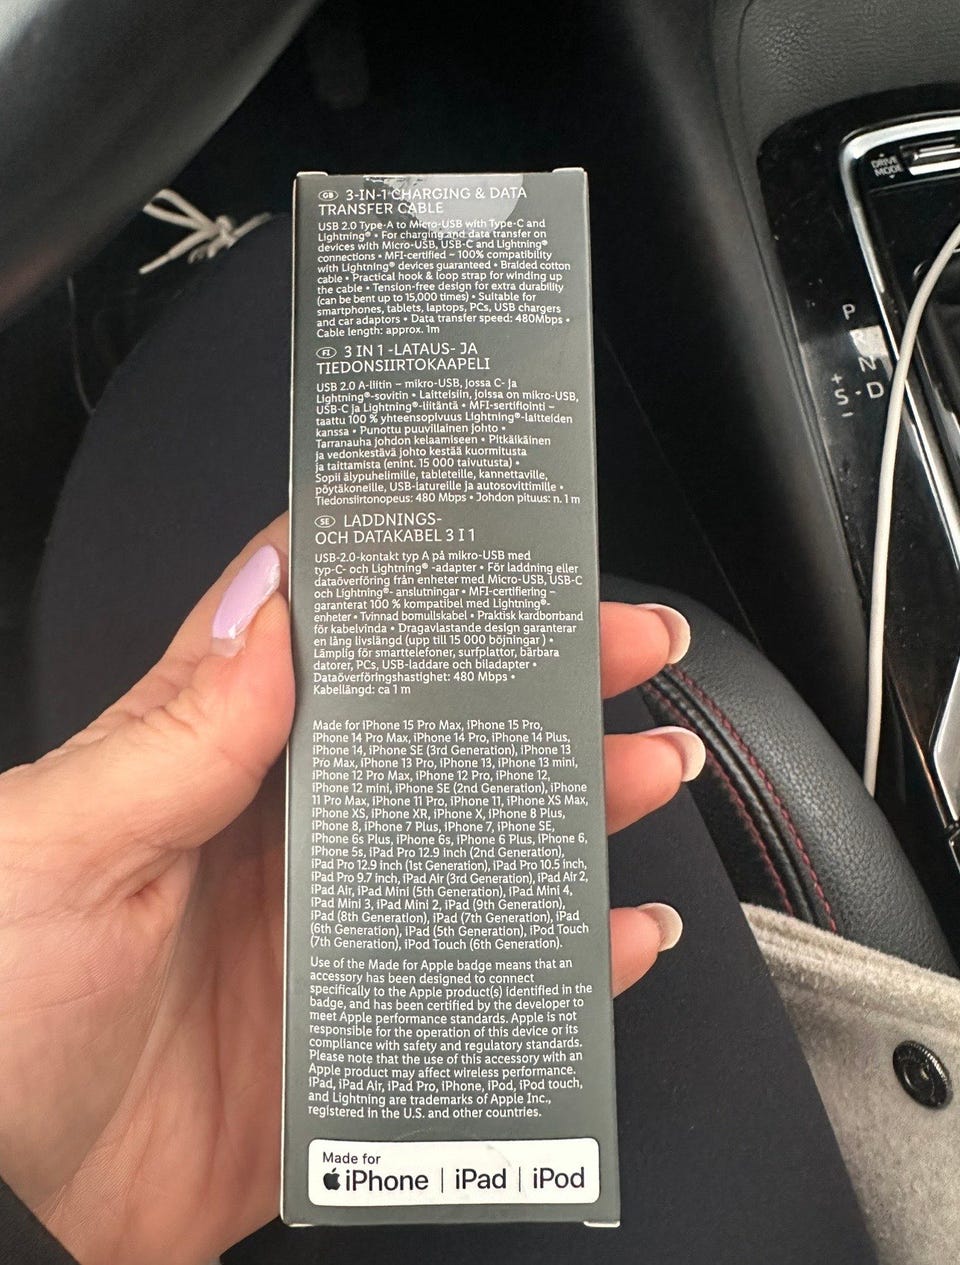 GB 3-IN-1 CHARGING & DATA
TRANSFER CABLE
USB 2.0 Type-A to Micro-USB with Type-C and
Lightning® • For charging and data transfer on
devices with Micro-USB, USB-C and Lightning®
connections • MFI-certified – 100% compatibility
with Lightning® devices guaranteed • Braided cotton
cable • Practical hook & loop strap for winding up
the cable • Tension-free design for extra durability
(can be bent up to 15,000 times) • Suitable for
smartphones, tablets, laptops, PCs, USB chargers
and car adaptors • Data transfer speed: 480Mbps •
Cable length: approx. 1m
FI 3 IN 1 -LATAUS- JA
TIEDONSIIRTOKAAPELI
USB 2.0 A-liitin – mikro-USB, jossa C- ja
Lightning®-sovitin • Laitteisiin, joissa on mikro-USB,
USB-C ja Lightning®-liitäntä • MFI-sertifiointi –
taattu 100 % yhteensopivuus Lightning®-laitteiden
kanssa • Punottu puuvillainen johto •
Tarranauha johdon kelaamiseen • Pitkäikäinen
ja vedonkestävä johto kestää kuormitusta
ja taittamista (enint. 15 000 taivutusta) •
Sopii älypuhelimille, tableteille, kannettaville,
pöytäkoneille, USB-latureille ja autosovittimille •
Tiedonsiirtonopeus: 480 Mbps • Johdon pituus: n. 1 m
SE LADDNINGS-
OCH DATAKABEL 3 I 1
USB-2.0-kontakt typ A på mikro-USB med
typ-C- och Lightning® -adapter • För laddning eller
dataöverföring från enheter med Micro-USB, USB-C
och Lightning®- anslutningar • MFI-certifiering –
garanterat 100 % kompatibel med Lightning®-
enheter • Tvinnad bomullskabel • Praktisk kardborrband
för kabelvinda • Dragavlastande design garanterar
en lång livslängd (upp till 15 000 böjningar ) •
Lämplig för smarttelefoner, surfplattor, bärbara
datorer, PCs, USB-laddare och biladapter •
Dataöverföringshastighet: 480 Mbps •
Kabellängd: ca 1 m
Made for iPhone 15 Pro Max, iPhone 15 Pro,
iPhone 14 Pro Max, iPhone 14 Pro, iPhone 14 Plus,
iPhone 14, iPhone SE (3rd Generation), iPhone 13
Pro Max, iPhone 13 Pro, iPhone 13, iPhone 13 mini,
iPhone 12 Pro Max, iPhone 12 Pro, iPhone 12,
iPhone 12 mini, iPhone SE (2nd Generation), iPhone
11 Pro Max, iPhone 11 Pro, iPhone 11, iPhone XS Max,
iPhone XS, iPhone XR, iPhone X, iPhone 8 Plus,
iPhone 8, iPhone 7 Plus, iPhone 7, iPhone SE,
iPhone 6s Plus, iPhone 6s, iPhone 6 Plus, iPhone 6,
iPhone 5s, iPad Pro 12.9 inch (2nd Generation),
iPad Pro 12.9 inch (1st Generation), iPad Pro 10.5 inch,
iPad Pro 9.7 inch, iPad Air (3rd Generation), iPad Air 2,
iPad Air, iPad Mini (5th Generation), iPad Mini 4,
iPad Mini 3, iPad Mini 2, iPad (9th Generation),
iPad (8th Generation), iPad (7th Generation), iPad
(6th Generation), iPad (5th Generation), iPod Touch
(7th Generation), iPod Touch (6th Generation).
Use of the Made for Apple badge means that an
accessory has been designed to connect
specifically to the Apple product(s) identified in the
badge, and has been certified by the developer to
meet Apple performance standards. Apple is not
responsible for the operation of this device or its
compliance with safety and regulatory standards.
Please note that the use of this accessory with an
Apple product may affect wireless performance.
iPad, iPad Air, iPad Pro, iPhone, iPod, iPod touch,
and Lightning are trademarks of Apple Inc.,
registered in the U.S. and other countries.
Made for
iPhone | iPad | iPod
DRIVE
MODE
P
R
N
+
S - D
–